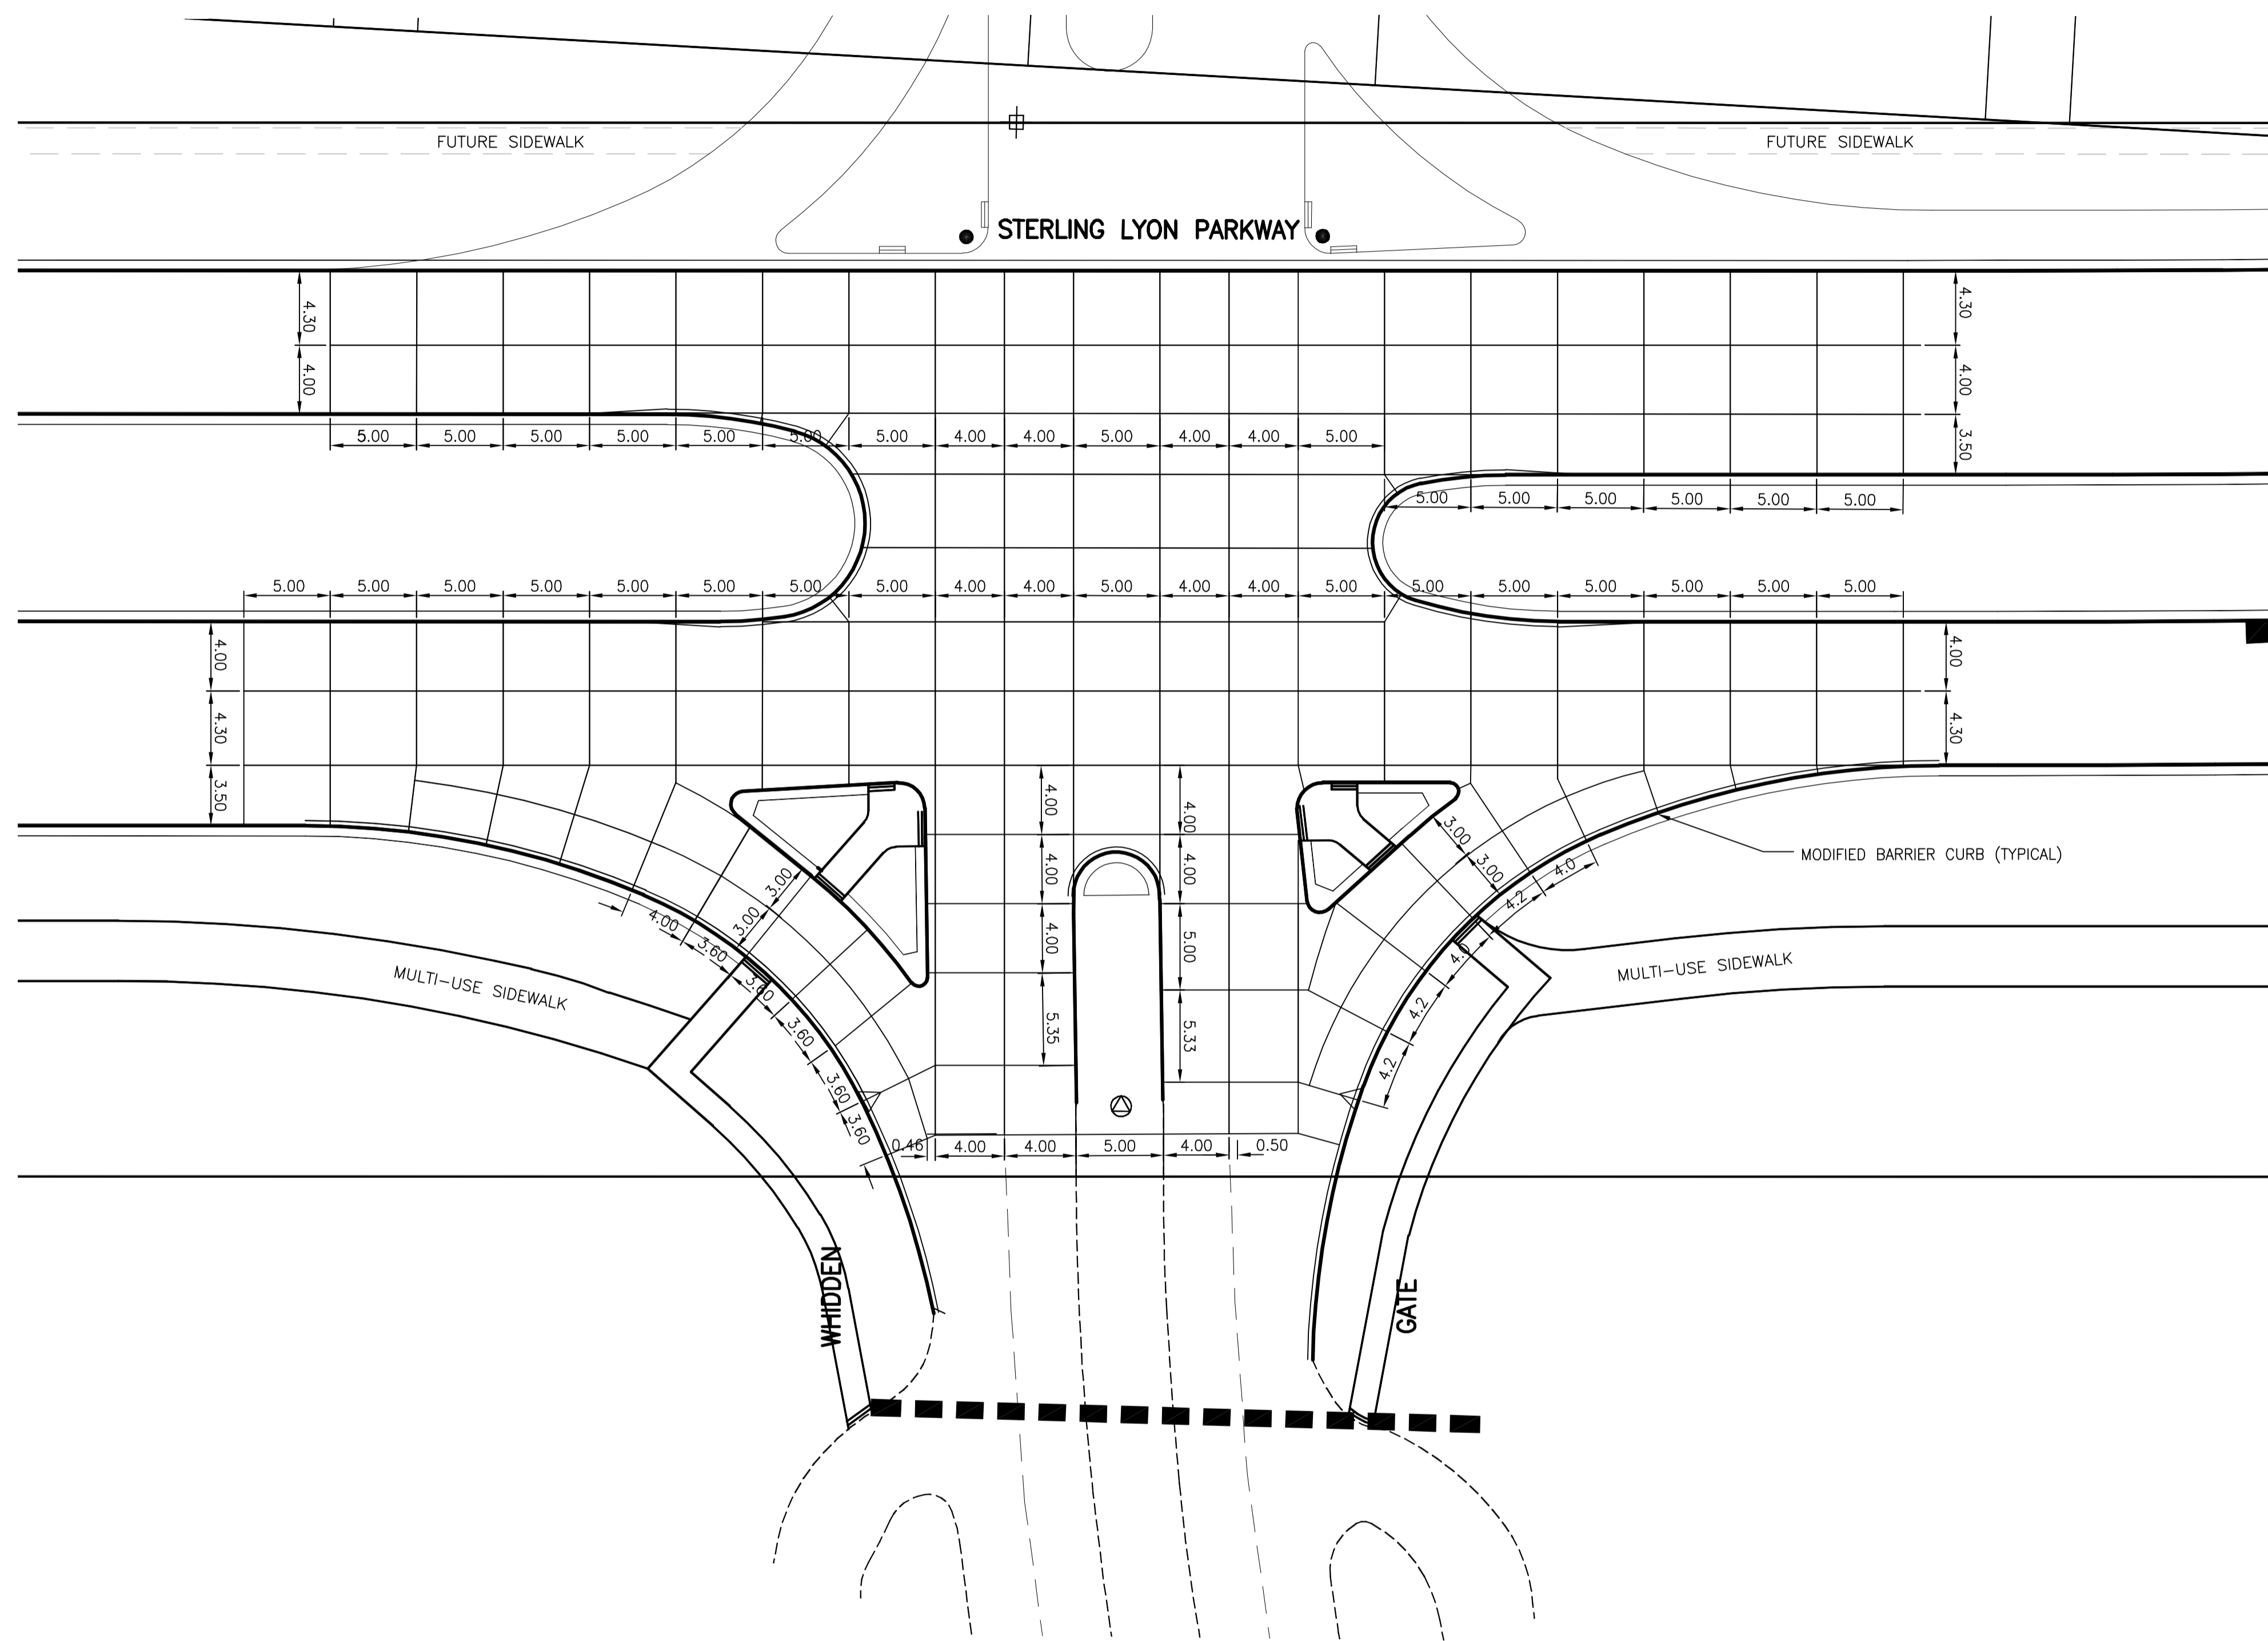 FUTURE SIDEWALK
FUTURE SIDEWALK
STERLING LYON PARKWAY
4.30
4.30
4.00
4.00
3.50
5.00 5.00 5.00 5.00 5.00 5.00 5.00 4.00 4.00 5.00 4.00 4.00 5.00
5.00 5.00 5.00 5.00 5.00 5.00
5.00 5.00 5.00 5.00 5.00 5.00 5.00 5.00 4.00 4.00 5.00 4.00 4.00 5.00 5.00 5.00 5.00 5.00 5.00 5.00
4.00
4.00
4.30
4.30
3.50
4.00
4.00
4.00
4.00
4.00
5.00
5.35
5.33
3.00
3.00
3.00
3.00
MODIFIED BARRIER CURB (TYPICAL)
4.0
4.2
4.0
4.2
4.2
4.00
3.60
3.60
3.60
3.60
3.60
MULTI-USE SIDEWALK
MULTI-USE SIDEWALK
0.46 4.00 4.00 5.00 4.00 0.50
WHIDDEN
GATE